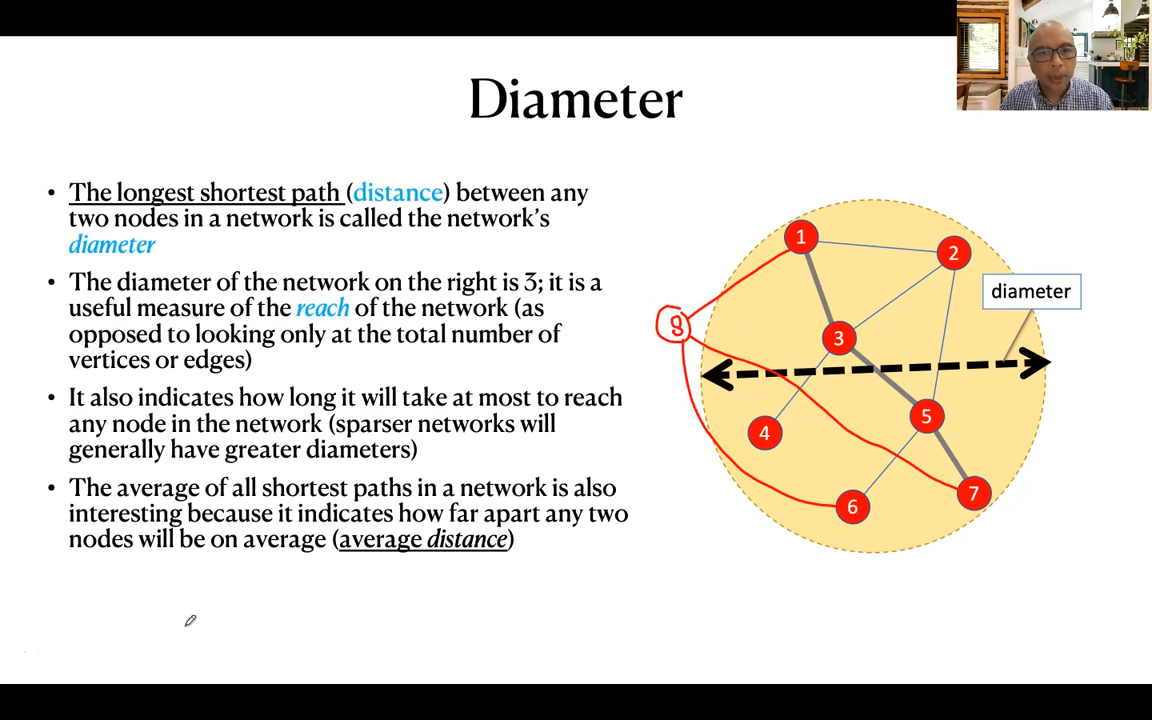 Diameter
• The longest shortest path (distance) between any
two nodes in a network is called the network's
diameter
• The diameter of the network on the right is 3; it is a
useful measure of the reach of the network (as
opposed to looking only at the total number of
vertices or edges)
• It also indicates how long it will take at most to reach
any node in the network (sparser networks will
generally have greater diameters)
• The average of all shortest paths in a network is also
interesting because it indicates how far apart any two
nodes will be on average (average distance)
1
2
diameter
8
3
5
4
7
6